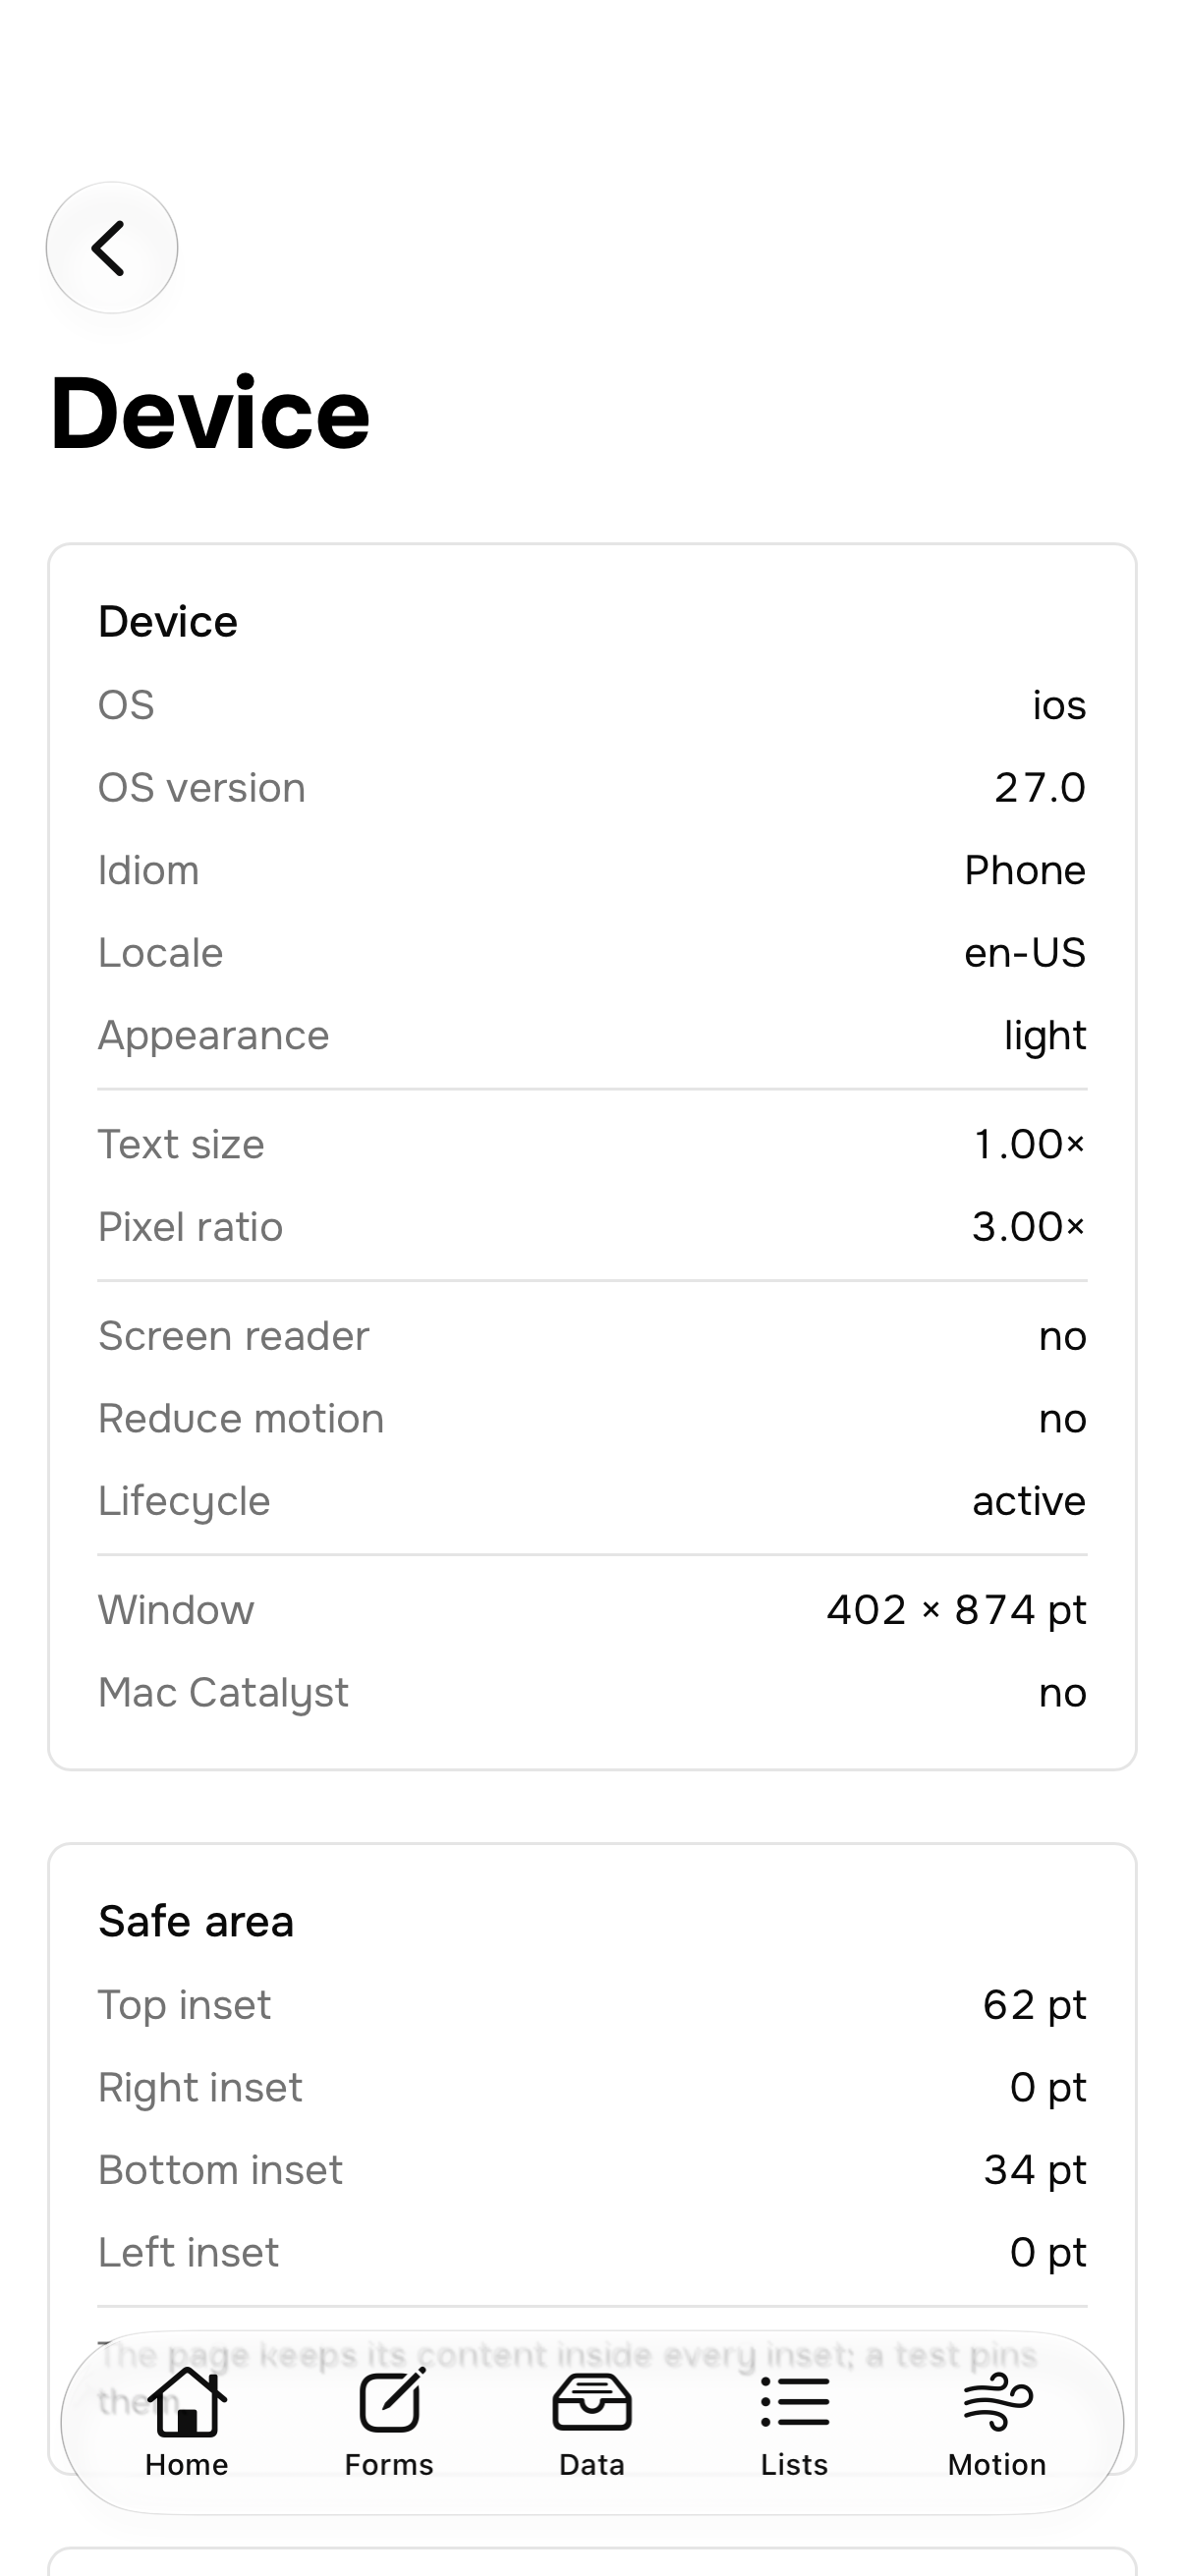 Device
Device
OS ios
OS version 27.0
Idiom Phone
Locale en-US
Appearance light
Text size 1.00×
Pixel ratio 3.00×
Screen reader no
Reduce motion no
Lifecycle active
Window 402 × 874 pt
Mac Catalyst no
Safe area
Top inset 62 pt
Right inset 0 pt
Bottom inset 34 pt
Left inset 0 pt
The page keeps its content inside every inset; a test pins
them
Home Forms Data Lists Motion